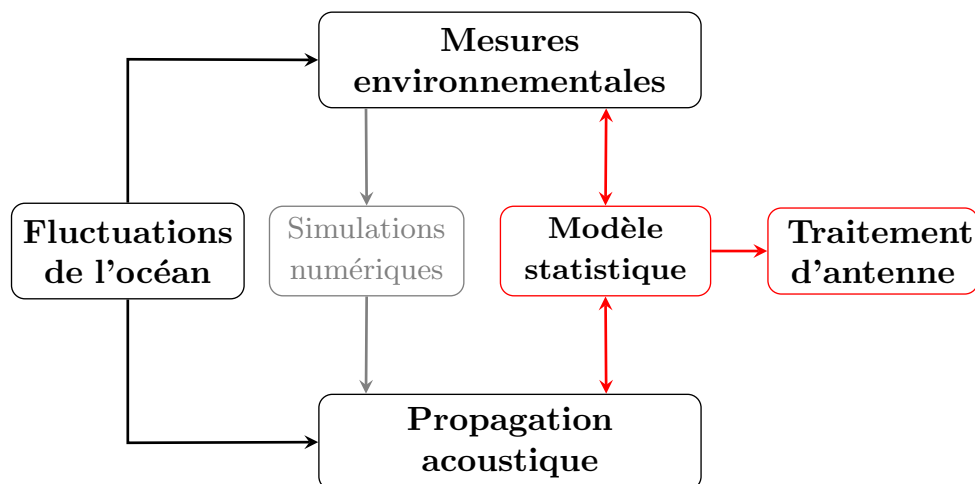 Mesures
environnementales
Fluctuations
de l'océan
Simulations
numériques
Modèle
statistique
Traitement
d'antenne
Propagation
acoustique